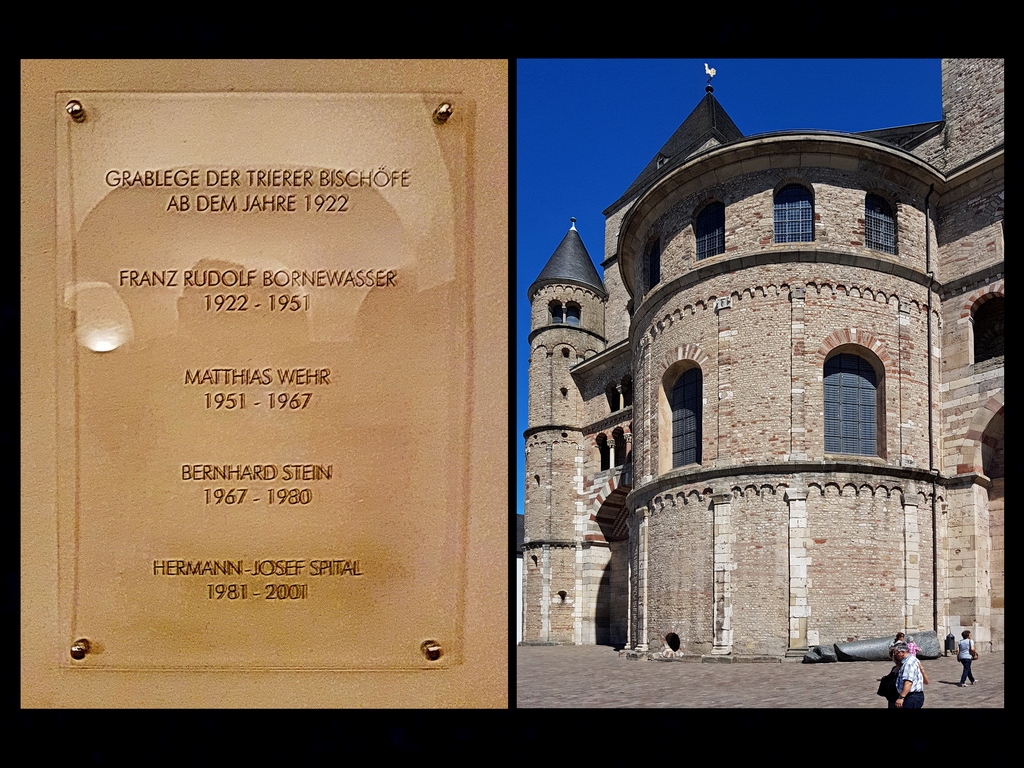 GRABLEGE DER TRIERER BISCHÖFE
AB DEM JAHRE 1922
FRANZ RUDOLF BORNEWASSER
1922 - 1951
MATTHIAS WEHR
1951 - 1967
BERNHARD STEIN
1967 - 1980
HERMANN-JOSEF SPITAL
1981 - 2001